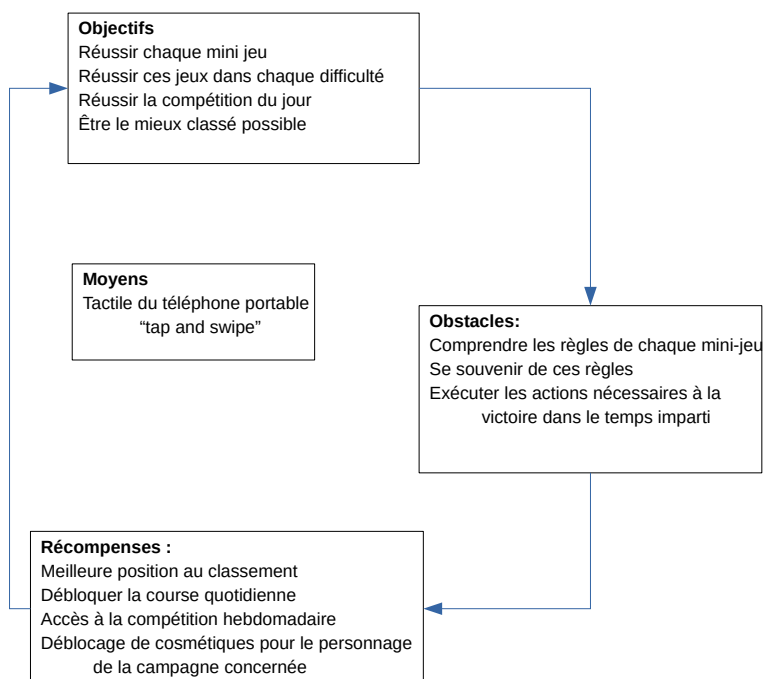 Objectifs
Réussir chaque mini jeu
Réussir ces jeux dans chaque difficulté
Réussir la compétition du jour
Être le mieux classé possible
Moyens
Tactile du téléphone portable
“tap and swipe”
Obstacles:
Comprendre les règles de chaque mini-jeu
Se souvenir de ces règles
Exécuter les actions nécessaires à la
victoire dans le temps imparti
Récompenses :
Meilleure position au classement
Débloquer la course quotidienne
Accès à la compétition hebdomadaire
Déblocage de cosmétiques pour le personnage
de la campagne concernée